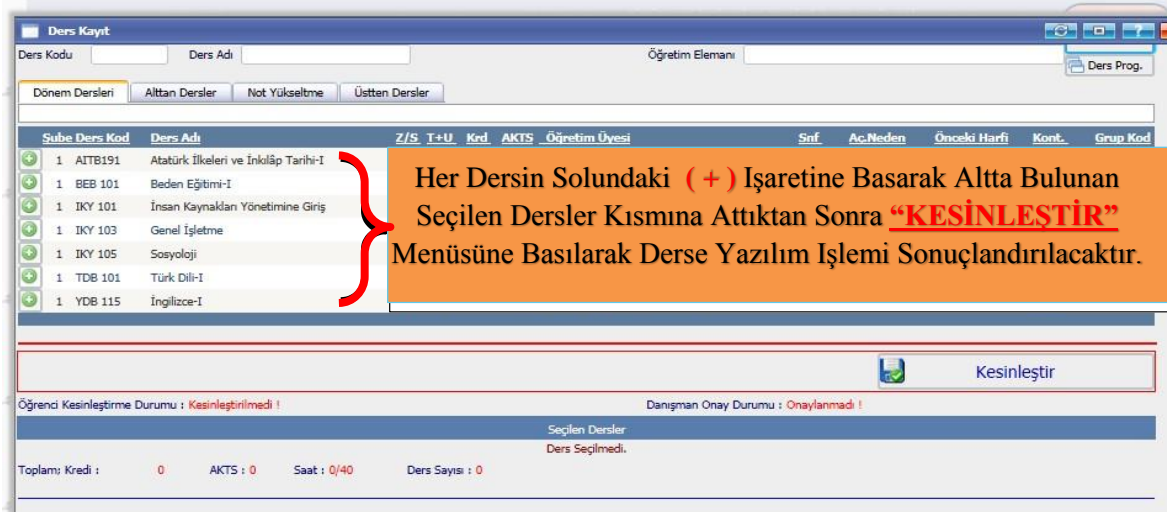 Ders Kayıt
Ders Kodu Ders Adı Öğretim Elemanı
Ders Prog.
Dönem Dersleri Alttan Dersler Not Yükseltme Üstten Dersler
Şube Ders Kod Ders Adı Z/S T+U Krd AKTS Öğretim Üyesi Snf Aç.Neden Önceki Harfi Kont. Grup Kod
1 AITB191 Atatürk İlkeleri ve İnkılâp Tarihi-I
1 BEB 101 Beden Eğitimi-I
1 IKY 101 İnsan Kaynakları Yönetimine Giriş
1 IKY 103 Genel İşletme
1 IKY 105 Sosyoloji
1 TDB 101 Türk Dili-I
1 YDB 115 İngilizce-I
Her Dersin Solundaki ( + ) Işaretine Basarak Altta Bulunan
Seçilen Dersler Kısmına Attıktan Sonra “KESİNLEŞTİR”
Menüsüne Basılarak Derse Yazılım Işlemi Sonuçlandırılacaktır.
Kesinleştir
Öğrenci Kesinleştirme Durumu : Kesinleştirilmedi ! Danışman Onay Durumu : Onaylanmadı !
Seçilen Dersler
Ders Seçilmedi.
Toplam; Kredi : 0 AKTS : 0 Saat : 0/40 Ders Sayısı : 0